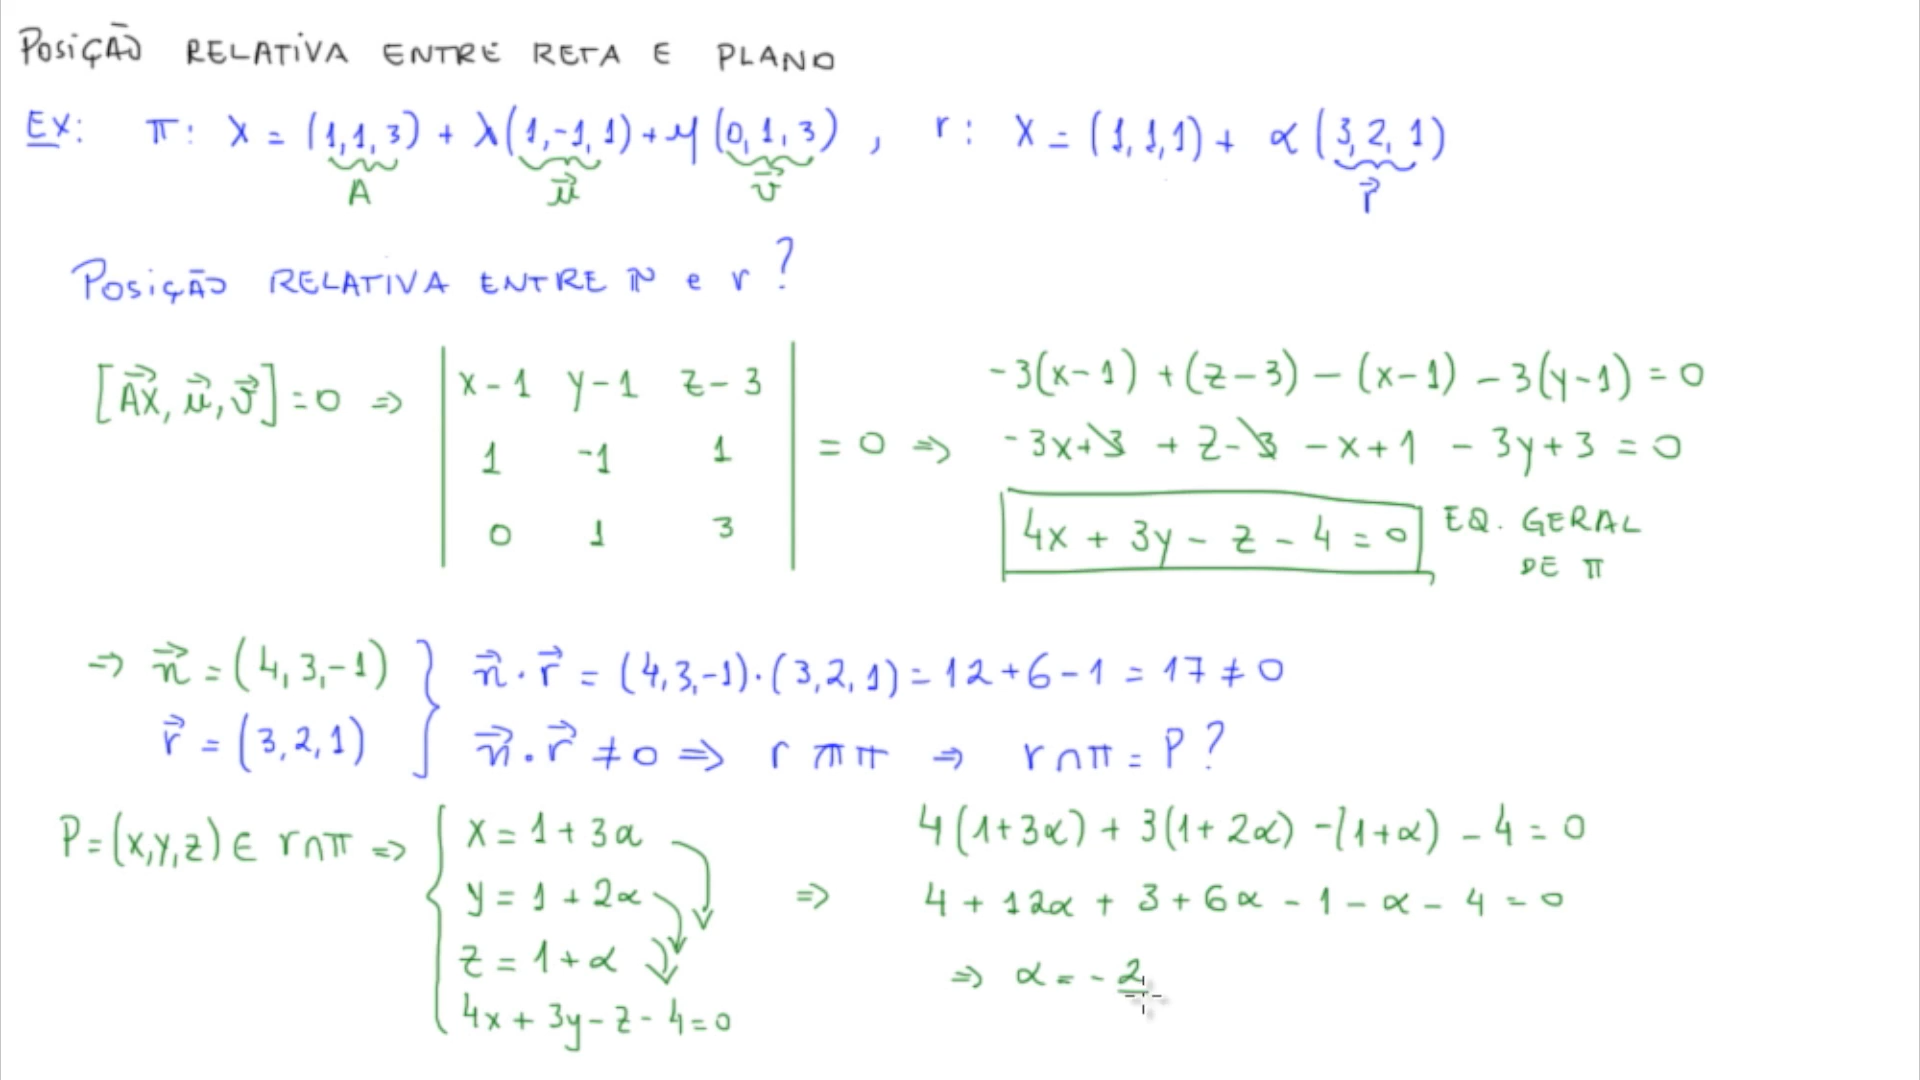 POSIÇÃO RELATIVA ENTRE RETA E PLANO
EX: π: X = (1,1,3) + λ(1,-1,1) + μ(0,1,3) , r: X = (1,1,1) + α(3,2,1)
A u⃗ v⃗ r⃗
POSIÇÃO RELATIVA ENTRE π e r?
[AX⃗, u⃗, v⃗] = 0 ⇒ | x-1 y-1 z-3 | -3(x-1) + (z-3) - (x-1) - 3(y-1) = 0
| 1 -1 1 | = 0 ⇒ -3x+3 + z-3 - x+1 - 3y+3 = 0
| 0 1 3 | 4x + 3y - z - 4 = 0 EQ. GERAL
DE π
⇒ n⃗ = (4,3,-1) } n⃗ · r⃗ = (4,3,-1)·(3,2,1) = 12+6-1 = 17 ≠ 0
r⃗ = (3,2,1) n⃗ · r⃗ ≠ 0 ⇒ r ⫙ π ⇒ r∩π = P?
P=(x,y,z) ∈ r∩π ⇒ { x = 1+3α 4(1+3α) + 3(1+2α) -(1+α) - 4 = 0
y = 1+2α ⇒ 4 + 12α + 3 + 6α - 1 - α - 4 = 0
z = 1+α ⇒ α = - 2
4x + 3y - z - 4 = 0